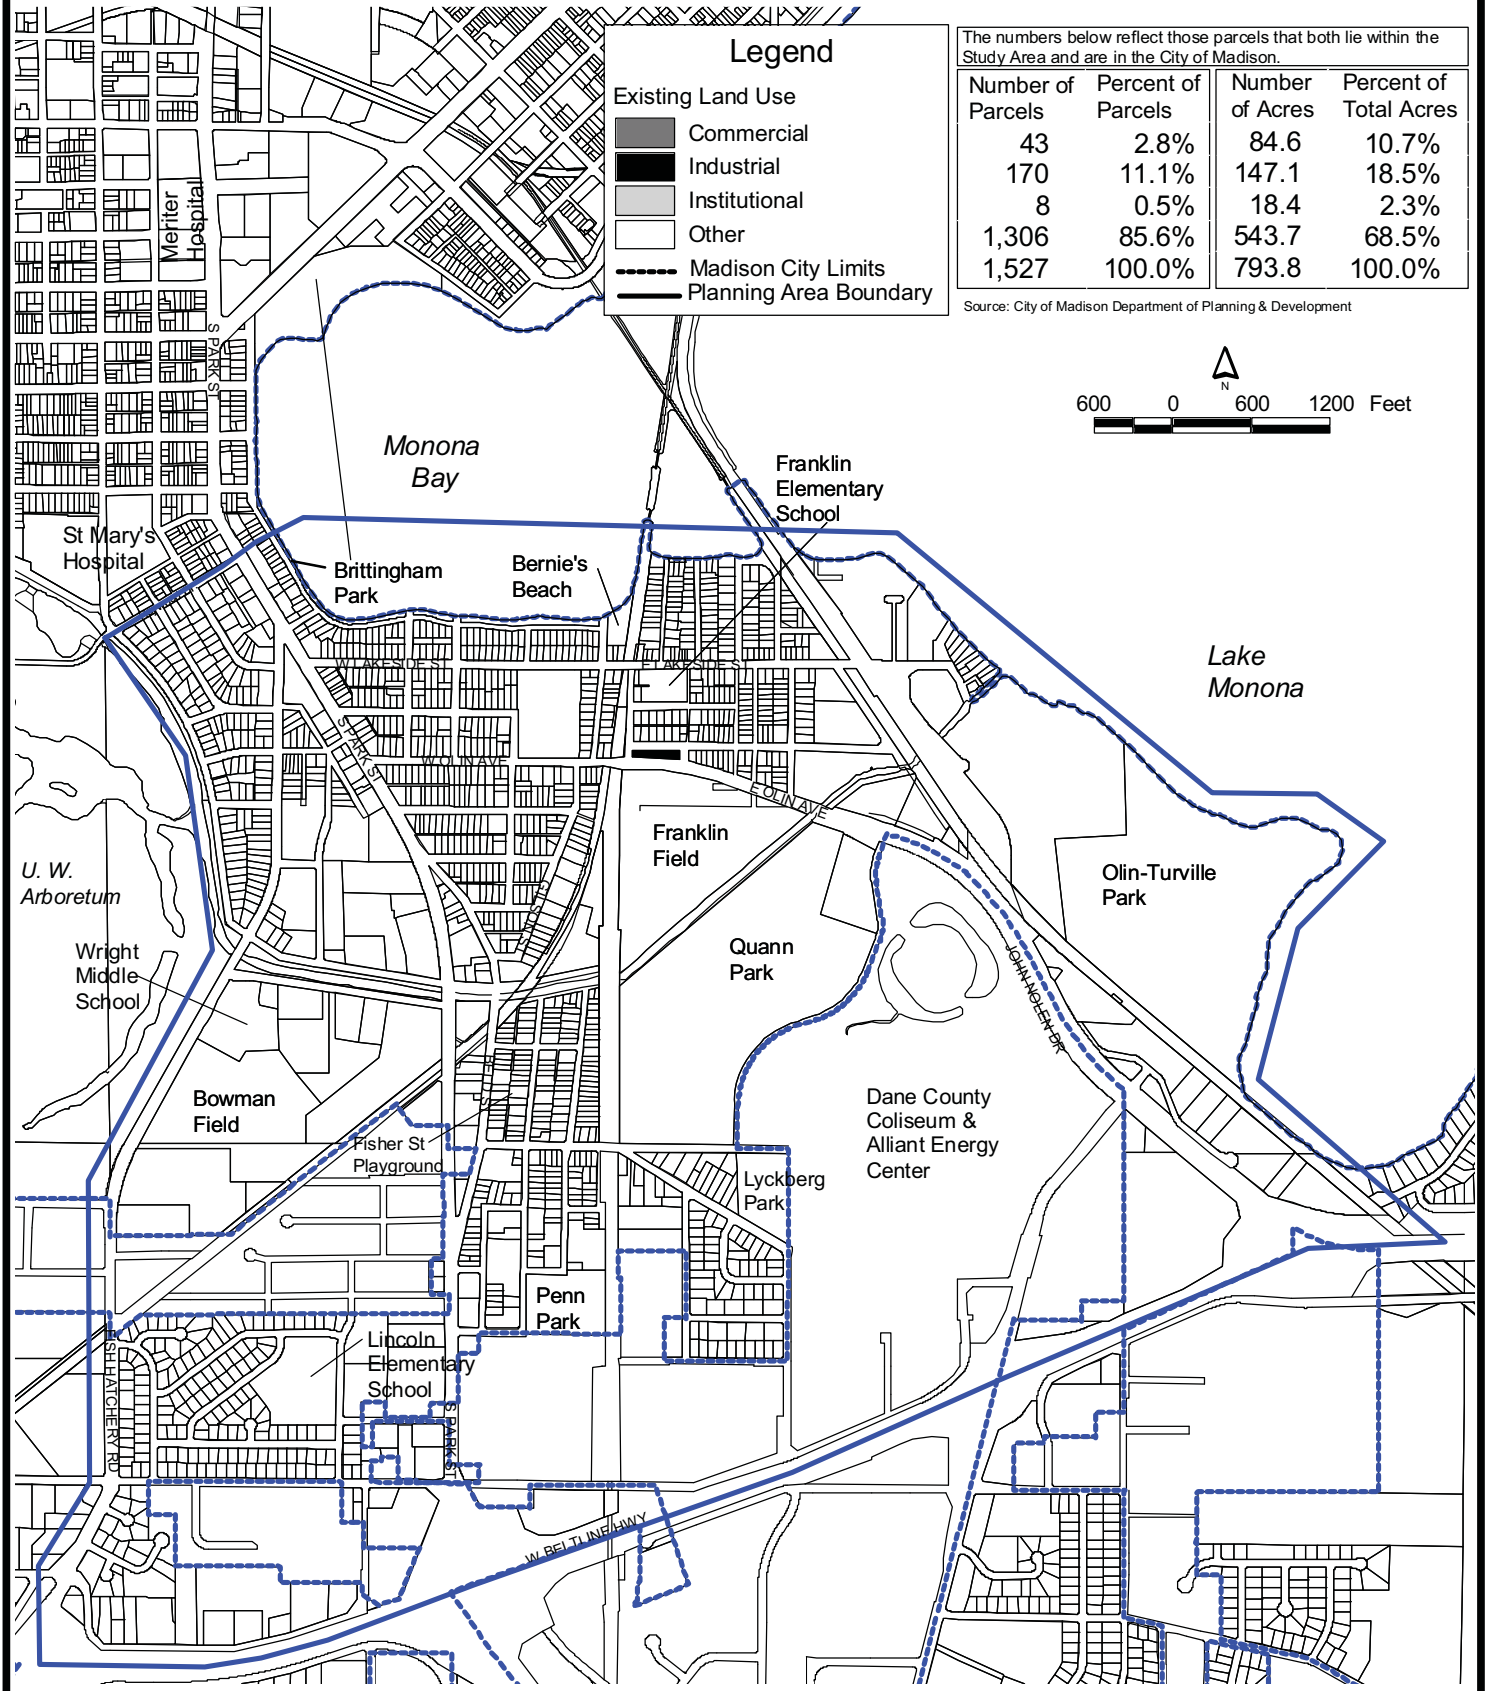 Legend
Existing Land Use
Commercial
Industrial
Institutional
Other
Madison City Limits
Planning Area Boundary
The numbers below reflect those parcels that both lie within the
Study Area and are in the City of Madison.
Number of Parcels Percent of Parcels Number of Acres Percent of Total Acres
43 2.8% 84.6 10.7%
170 11.1% 147.1 18.5%
8 0.5% 18.4 2.3%
1,306 85.6% 543.7 68.5%
1,527 100.0% 793.8 100.0%
Source: City of Madison Department of Planning & Development
N
600 0 600 1200 Feet
Meriter
Hospital
S PARK ST
Monona
Bay
Franklin
Elementary
School
St Mary's
Hospital
Brittingham
Park
Bernie's
Beach
W LAKESIDE ST
E LAKESIDE ST
Lake
Monona
S PARK ST
W OLIN AVE
E OLIN AVE
Franklin
Field
U. W.
Arboretum
Olin-Turville
Park
Wright
Middle
School
Quann
Park
JOHN NOLEN DR
Bowman
Field
Dane County
Coliseum &
Alliant Energy
Center
Fisher St
Playground
Lyckberg
Park
Penn
Park
Lincoln
Elementary
School
FISH HATCHERY RD
S PARK ST
W BELTLINE HWY